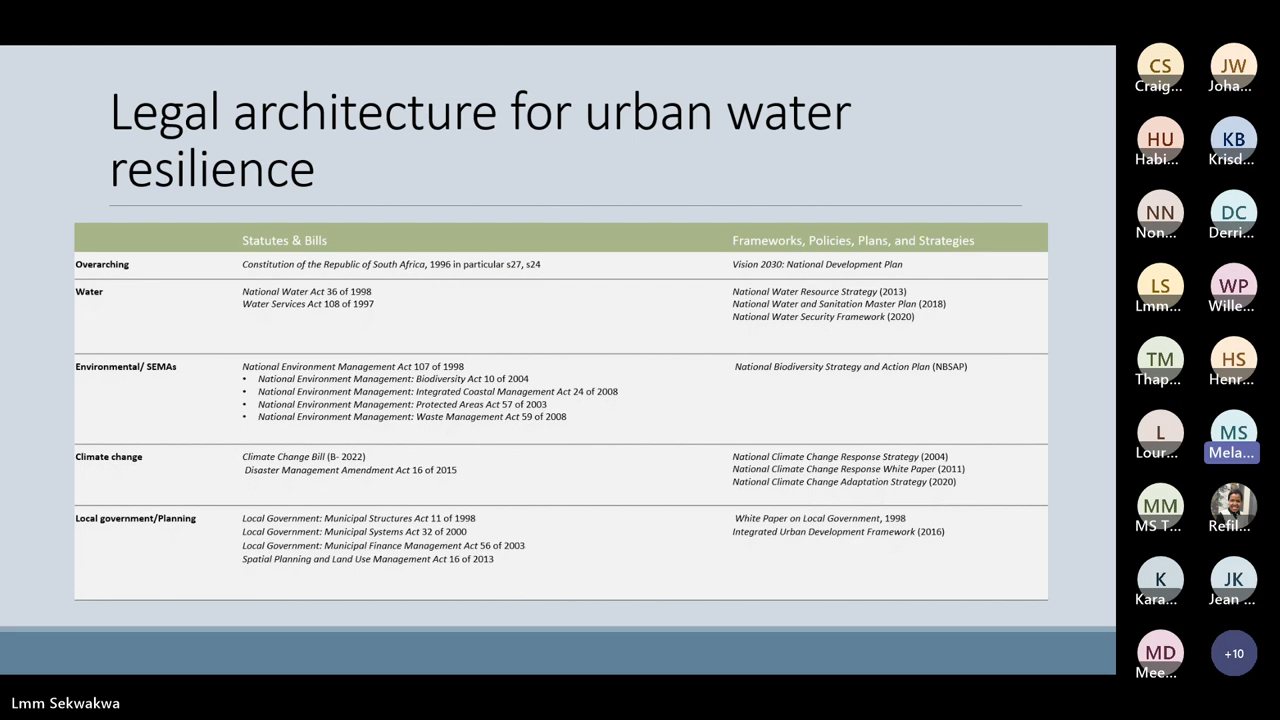 Legal architecture for urban water
resilience
Statutes & Bills
Frameworks, Policies, Plans, and Strategies
Overarching
Constitution of the Republic of South Africa, 1996 in particular s27, s24
Vision 2030: National Development Plan
Water
National Water Act 36 of 1998
Water Services Act 108 of 1997
National Water Resource Strategy (2013)
National Water and Sanitation Master Plan (2018)
National Water Security Framework (2020)
Environmental/ SEMAs
National Environment Management Act 107 of 1998
• National Environment Management: Biodiversity Act 10 of 2004
• National Environment Management: Integrated Coastal Management Act 24 of 2008
• National Environment Management: Protected Areas Act 57 of 2003
• National Environment Management: Waste Management Act 59 of 2008
National Biodiversity Strategy and Action Plan (NBSAP)
Climate change
Climate Change Bill (B- 2022)
Disaster Management Amendment Act 16 of 2015
National Climate Change Response Strategy (2004)
National Climate Change Response White Paper (2011)
National Climate Change Adaptation Strategy (2020)
Local government/Planning
Local Government: Municipal Structures Act 11 of 1998
Local Government: Municipal Systems Act 32 of 2000
Local Government: Municipal Finance Management Act 56 of 2003
Spatial Planning and Land Use Management Act 16 of 2013
White Paper on Local Government, 1998
Integrated Urban Development Framework (2016)
CS
Craig...
JW
Joha...
HU
Habi...
KB
Krisd...
NN
Non...
DC
Derri...
LS
Lmm...
WP
Wille...
TM
Thap...
HS
Henr...
L
Lour...
MS
Mela...
MM
MS T...
Refil...
K
Kara...
JK
Jean ...
MD
Mee...
+10
Lmm Sekwakwa